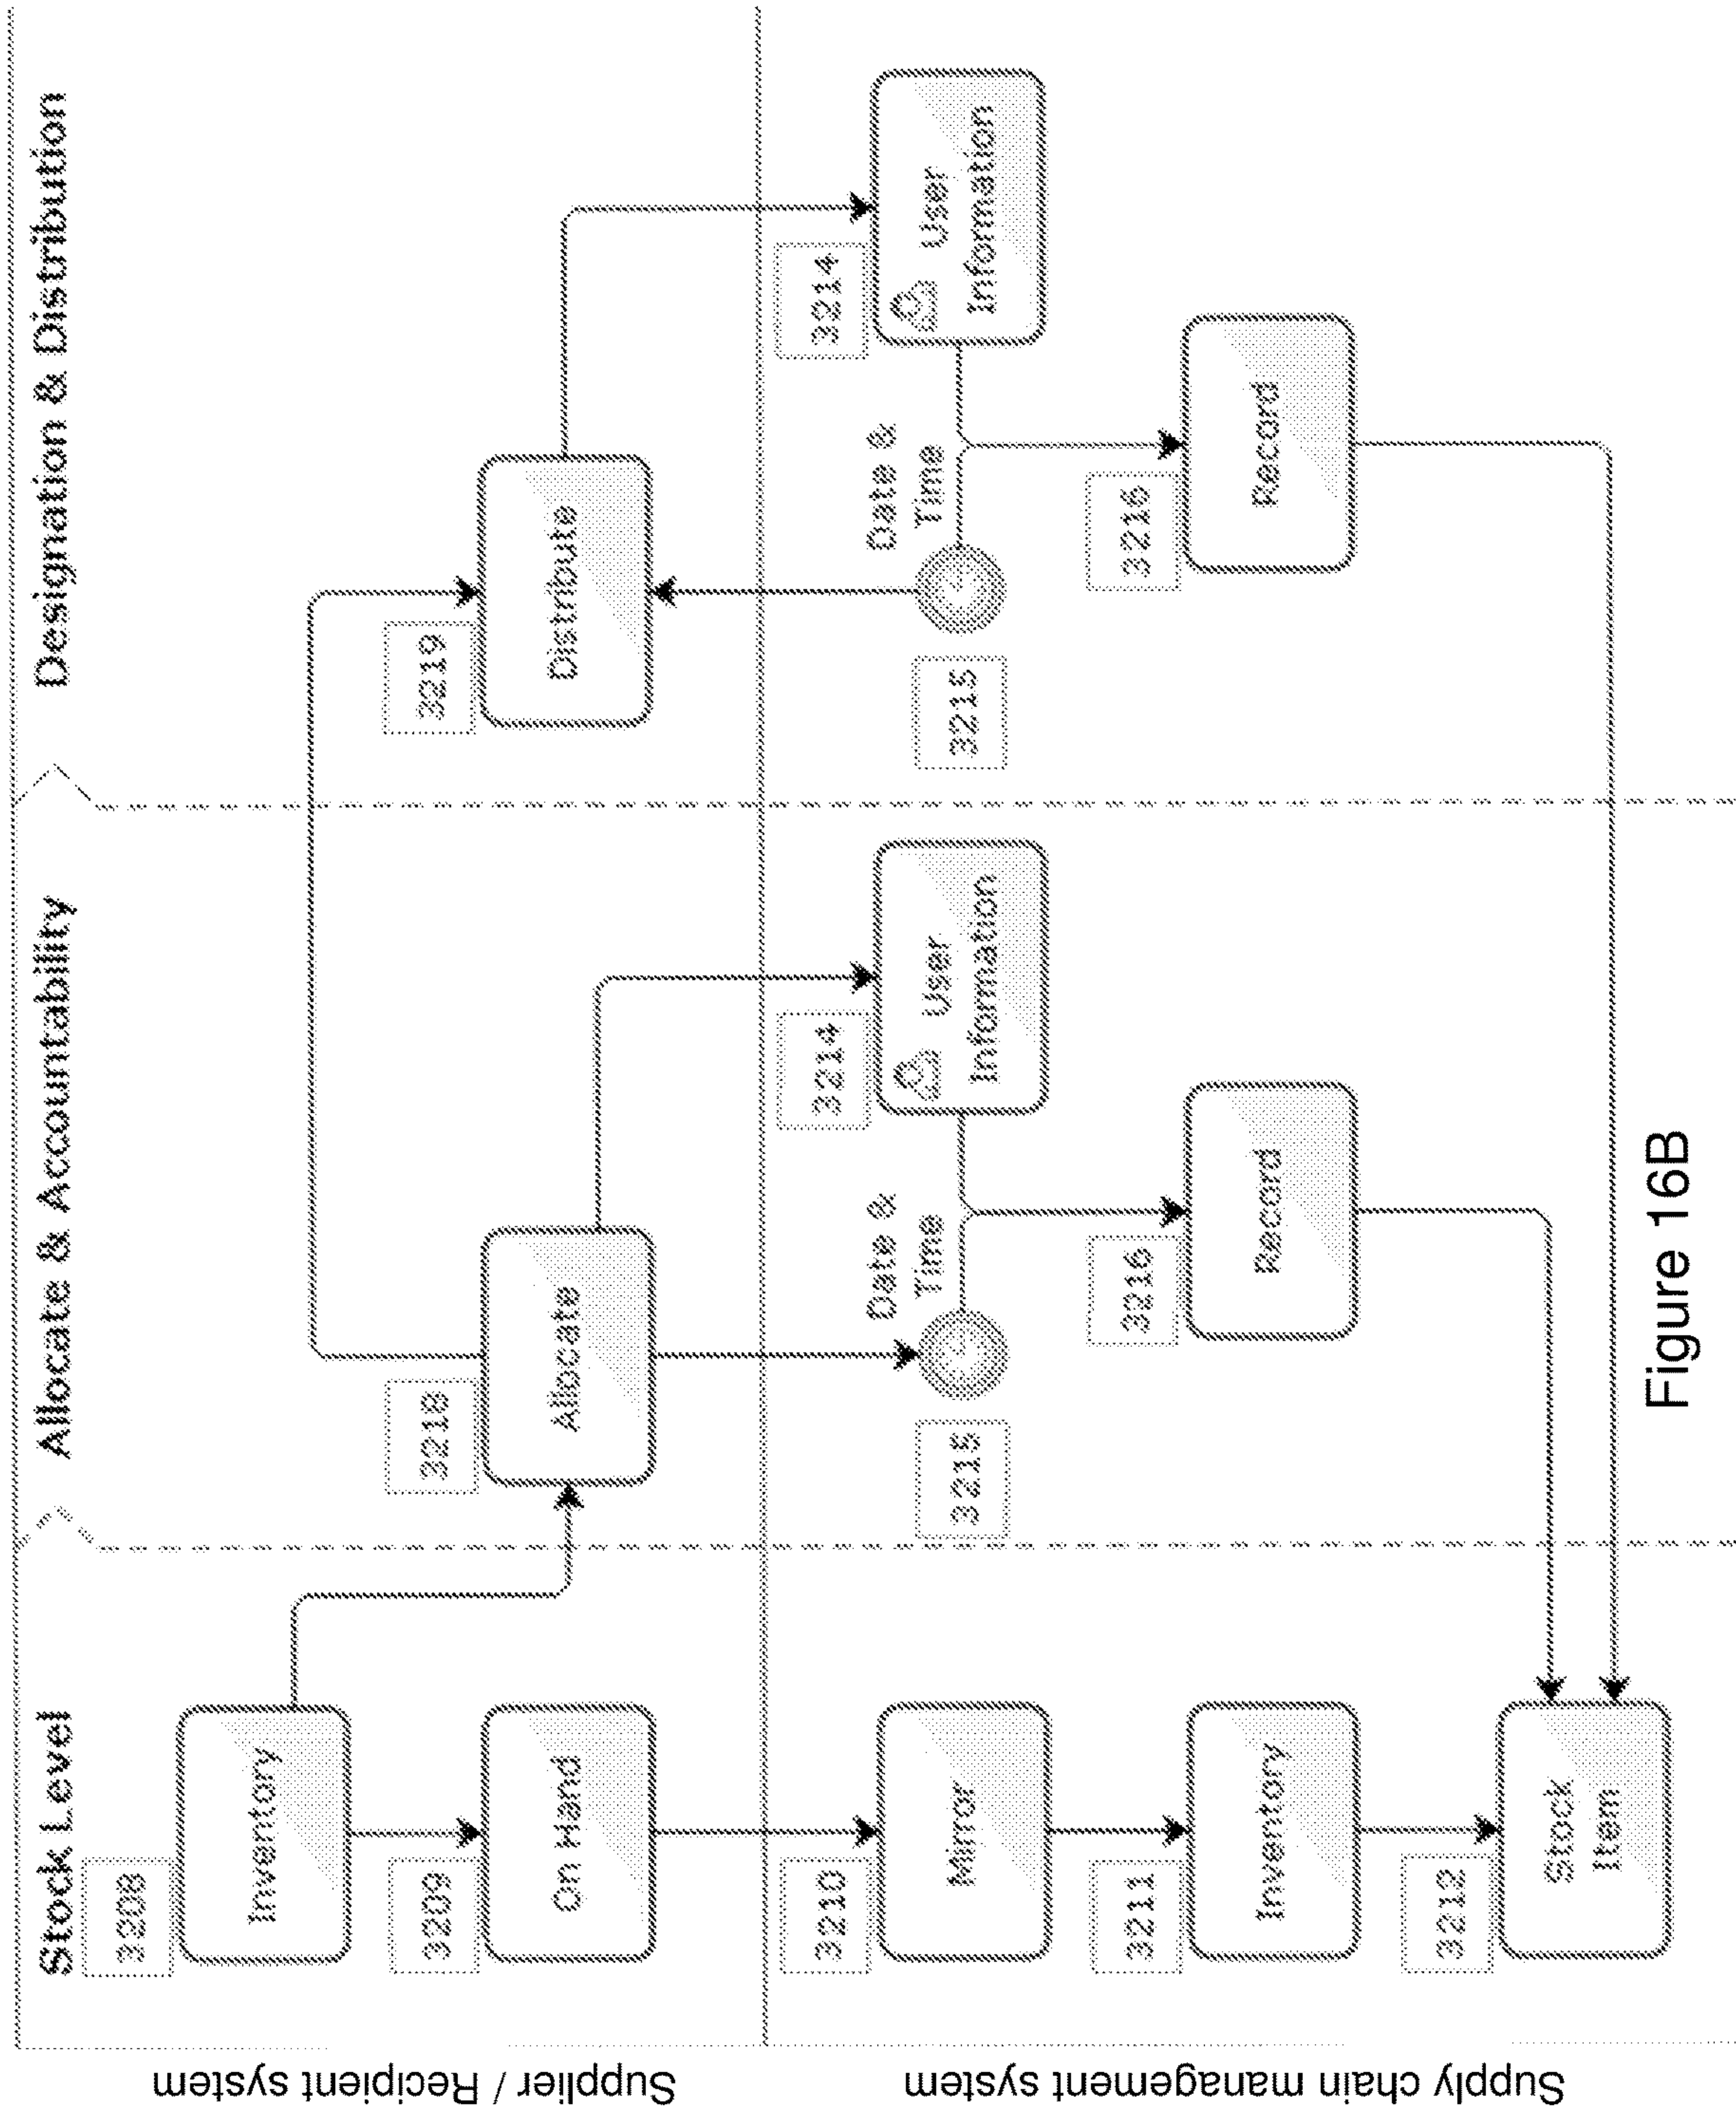 Stock Level
Allocate & Accountability
Designation & Distribution
Supplier / Recipient system
3208
Inventory
3209
On Hand
3218
Allocate
3219
Distribute
Supply chain management system
3210
Mirror
3211
Inventory
3212
Stock
Item
3214
User
Information
3215
Date &
Time
3216
Record
3214
User
Information
3215
Date &
Time
3216
Record
Figure 16B